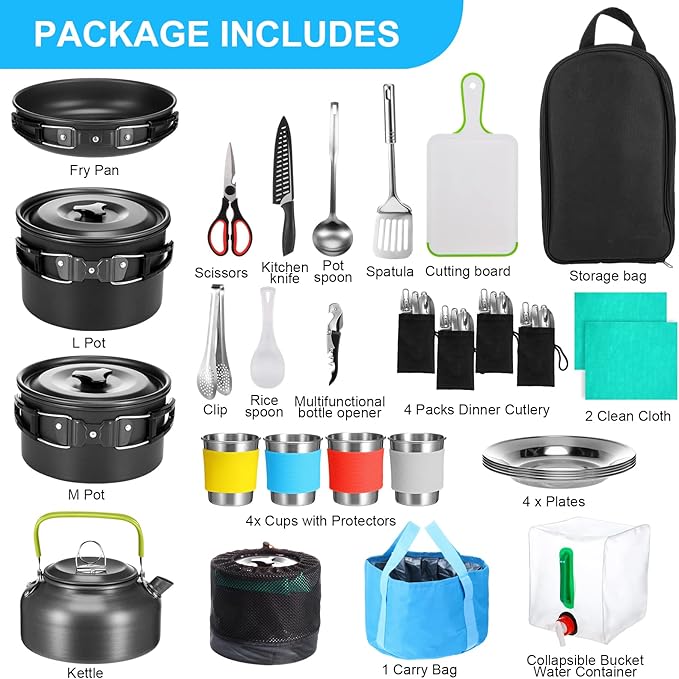 PACKAGE INCLUDES
Fry Pan
Scissors
Kitchen
knife
Pot
spoon
Spatula
Cutting board
Storage bag
L Pot
Clip
Rice
spoon
Multifunctional
bottle opener
4 Packs Dinner Cutlery
2 Clean Cloth
M Pot
4x Cups with Protectors
4 x Plates
Kettle
1 Carry Bag
Collapsible Bucket
Water Container